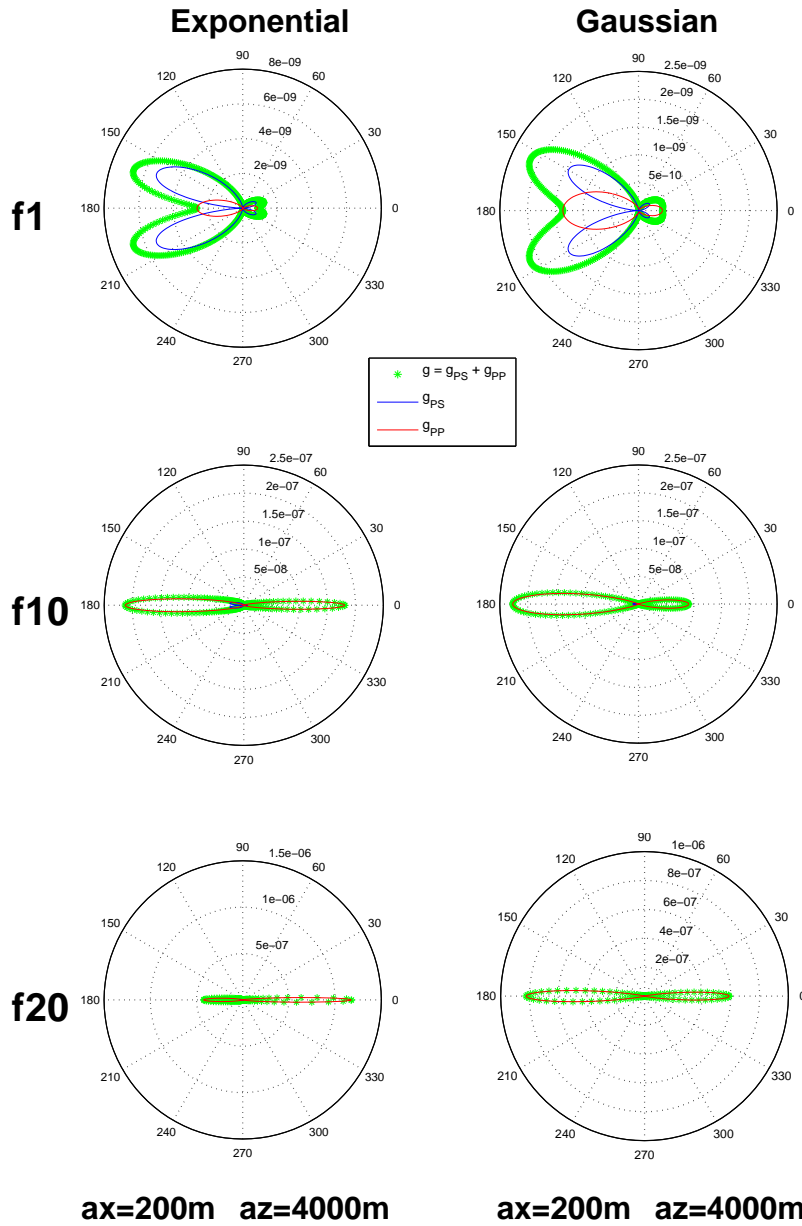 Exponential Gaussian
90
120 60
8e−09
6e−09
4e−09
2e−09
150 30
180 0
210 330
240 300
270
90
120 60
2.5e−09
2e−09
1.5e−09
1e−09
5e−10
150 30
180 0
210 330
240 300
270
f1
g = gPS + gPP
gPS
gPP
90
120 60
2.5e−07
2e−07
1.5e−07
1e−07
5e−08
150 30
180 0
210 330
240 300
270
90
120 60
2.5e−07
2e−07
1.5e−07
1e−07
5e−08
150 30
180 0
210 330
240 300
270
f10
90
120 60
1.5e−06
1e−06
5e−07
150 30
180 0
210 330
240 300
270
90
120 60
1e−06
8e−07
6e−07
4e−07
2e−07
150 30
180 0
210 330
240 300
270
f20
ax=200m az=4000m ax=200m az=4000m